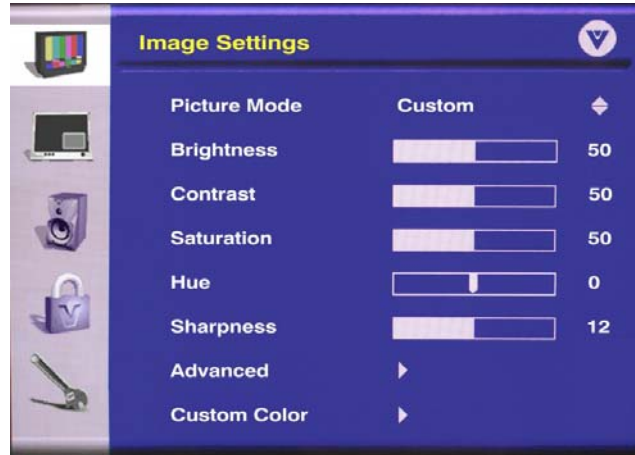 Image Settings
Picture Mode Custom
Brightness 50
Contrast 50
Saturation 50
Hue 0
Sharpness 12
Advanced
Custom Color